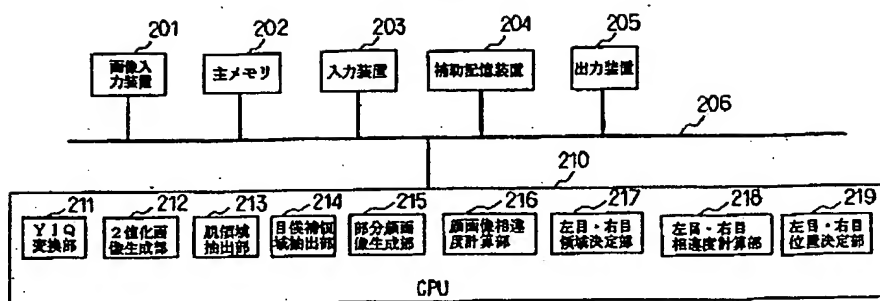 201
202
203
204
205
画像入
力装置
主メモリ
入力装置
補助記憶装置
出力装置
206
210
211
212
213
214
215
216
217
218
219
YIQ
変換部
2値化画
像生成部
肌領域
抽出部
目候補領
域抽出部
部分顔画
像生成部
顔画像相違
度計算部
左目・右目
領域決定部
左目・右目
相違度計算部
左目・右目
位置決定部
CPU